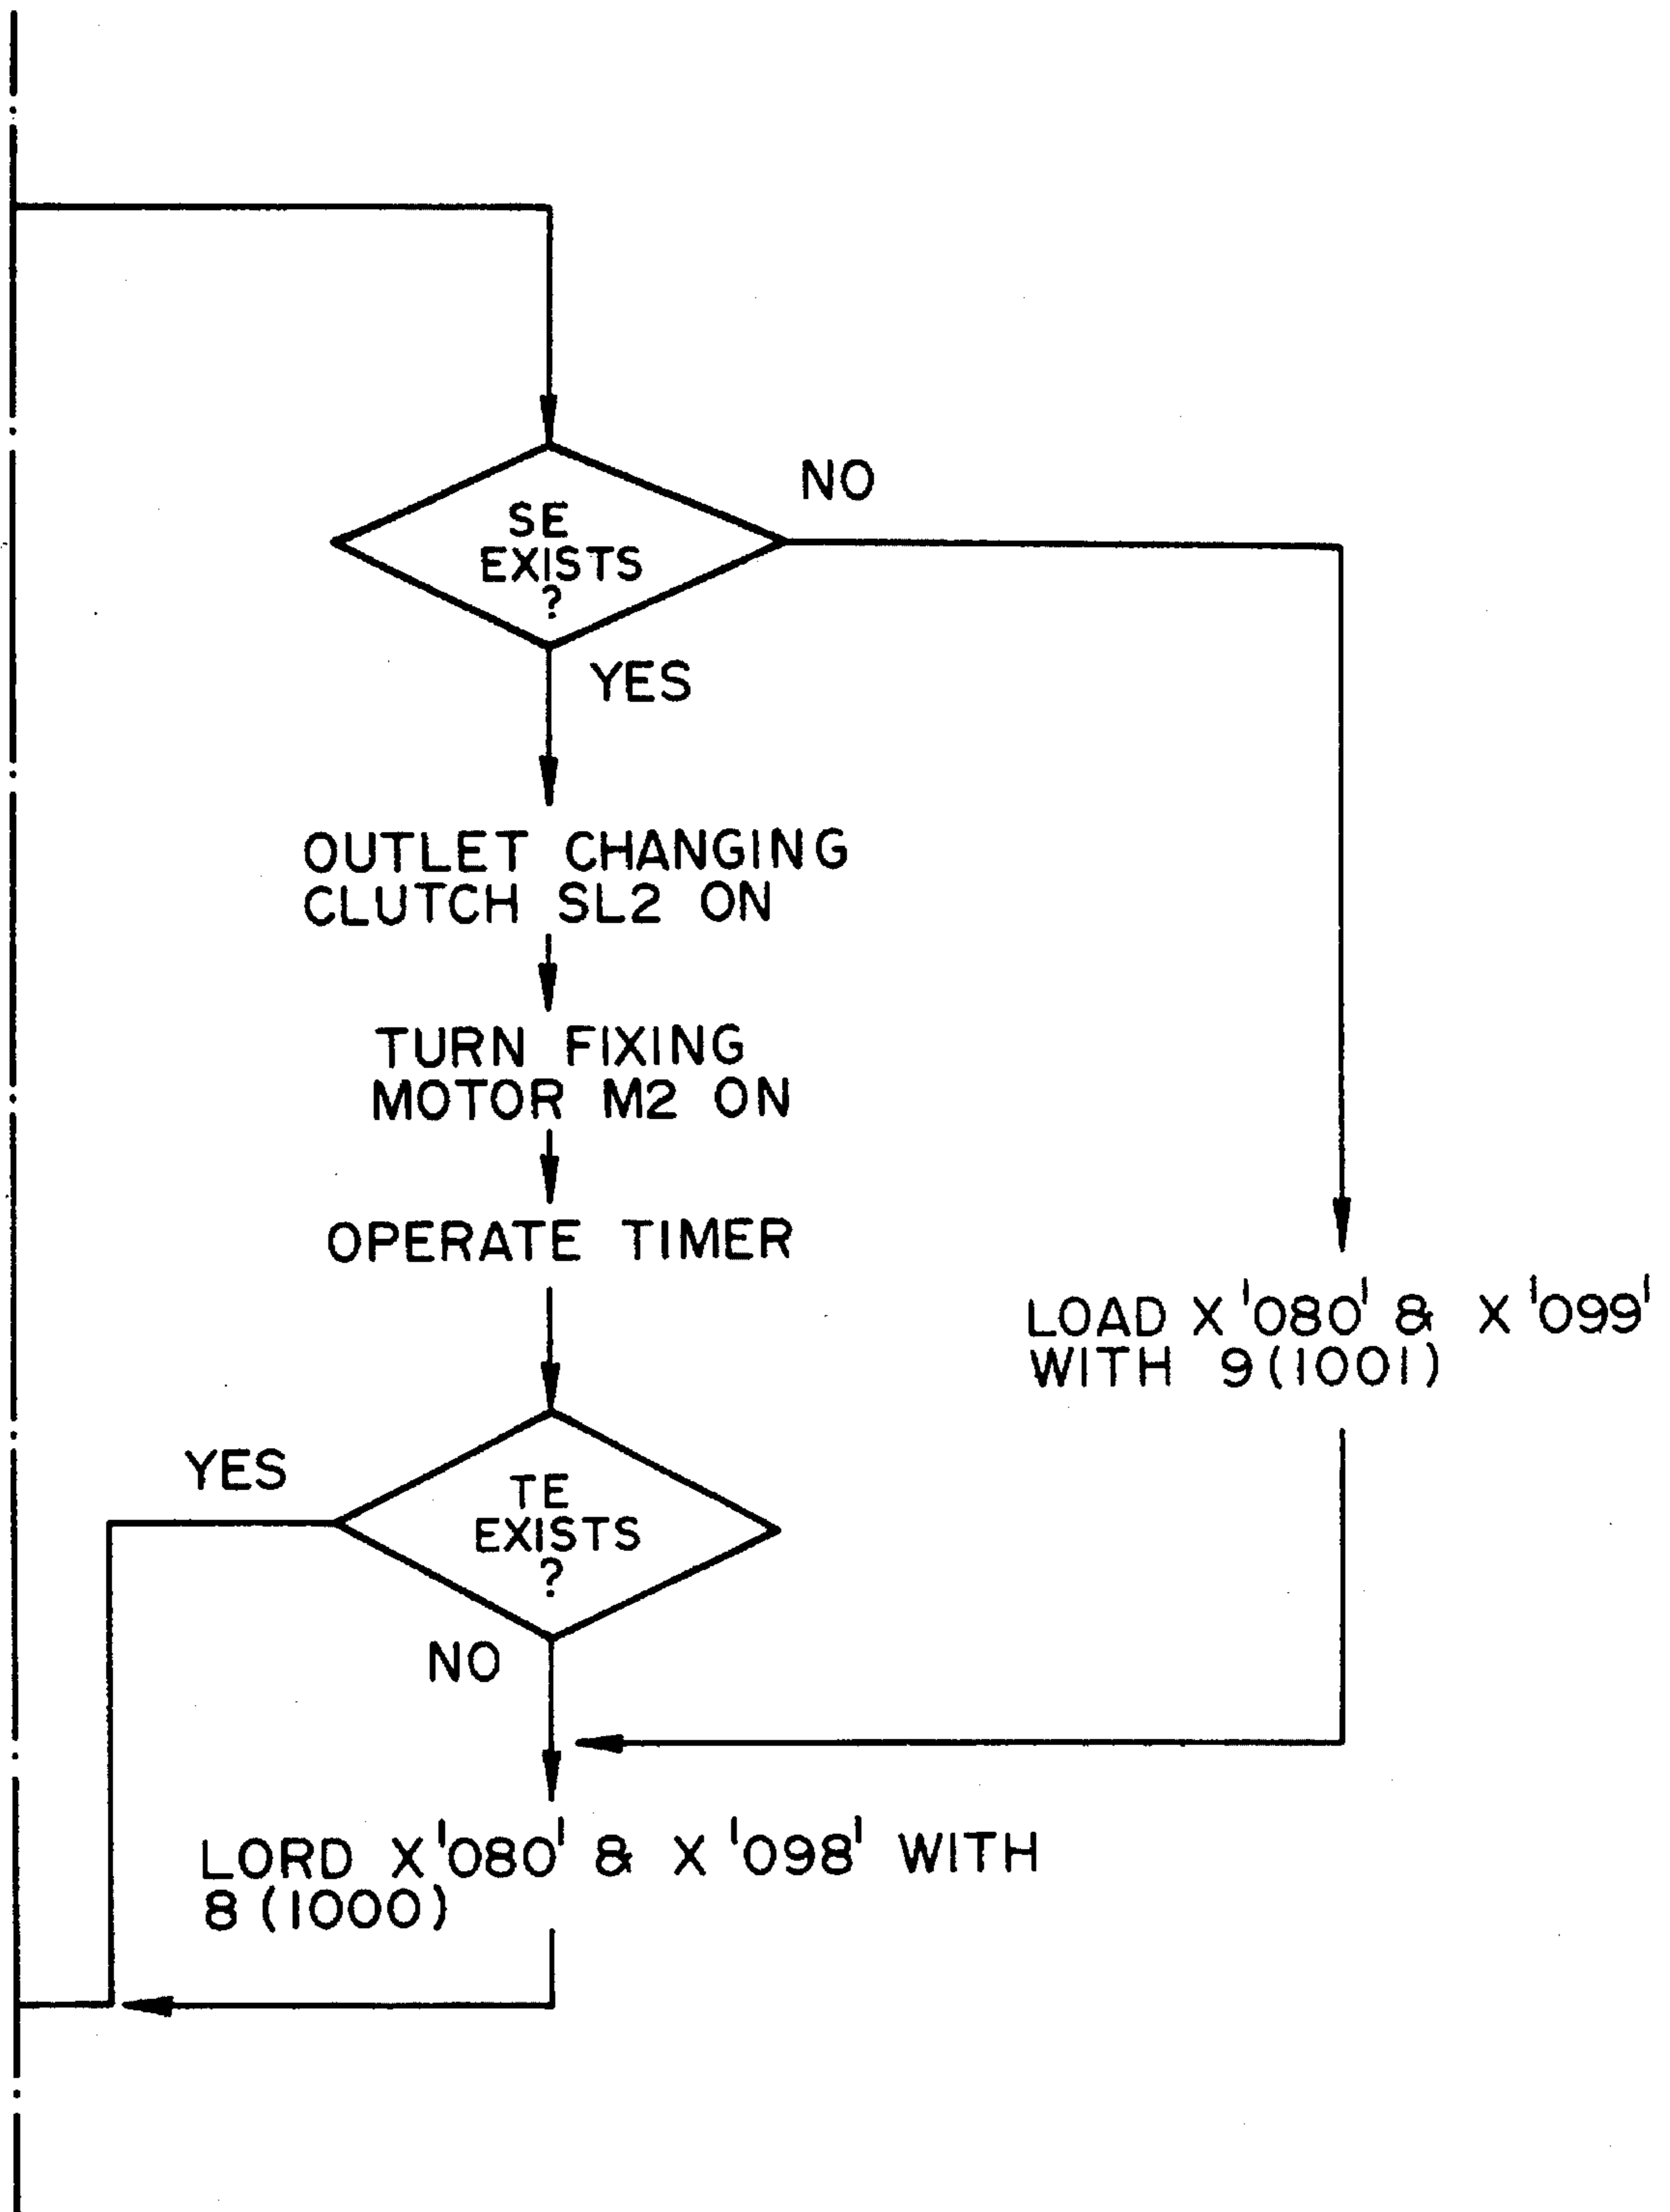 NO
SE
EXISTS
?
YES
OUTLET CHANGING
CLUTCH SL2 ON
TURN FIXING
MOTOR M2 ON
OPERATE TIMER
LOAD X'080' & X'099'
WITH 9(1001)
YES
TE
EXISTS
?
NO
LORD X'080' & X'098' WITH
8(1000)